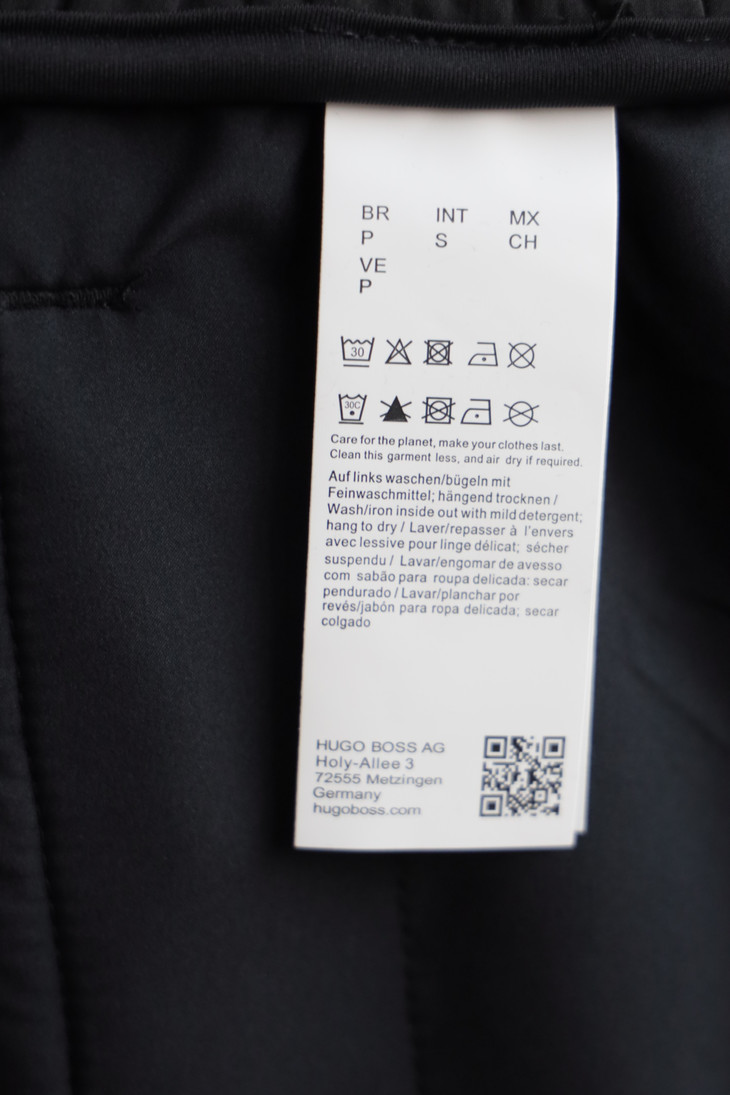 BR INT MX
P S CH
VE
P
30
30C
Care for the planet, make your clothes last.
Clean this garment less, and air dry if required.
Auf links waschen/bügeln mit
Feinwaschmittel; hängend trocknen /
Wash/iron inside out with mild detergent;
hang to dry / Laver/repasser à l'envers
avec lessive pour linge délicat; sécher
suspendu / Lavar/engomar de avesso
com sabão para roupa delicada: secar
pendurado / Lavar/planchar por
revés/jabón para ropa delicada; secar
colgado
HUGO BOSS AG
Holy-Allee 3
72555 Metzingen
Germany
hugoboss.com